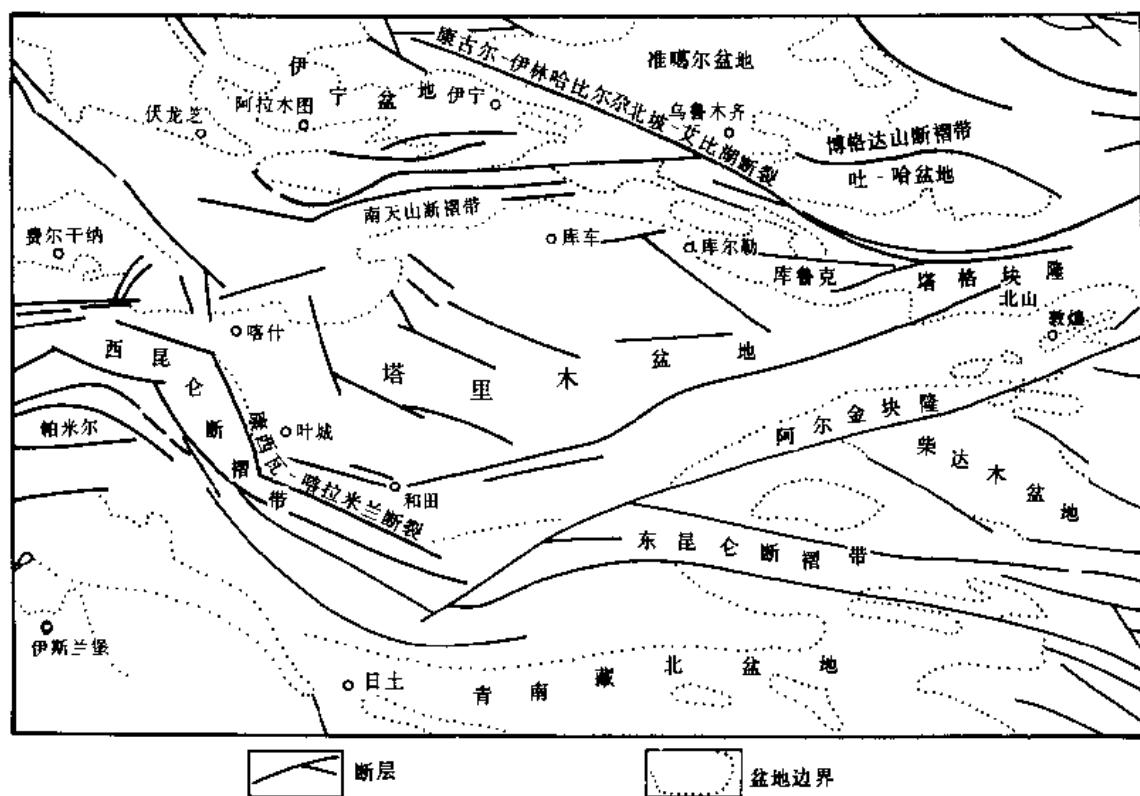 康古尔-伊林哈比尔尕北坡-艾比湖断裂
准噶尔盆地
伊宁盆地
阿拉木图
伊宁
伏龙芝
乌鲁木齐
博格达山断褶带
吐-哈盆地
南天山断褶带
费尔干纳
库车
库尔勒
库鲁克塔格块隆
北山
敦煌
喀什
塔里木盆地
西昆仑断褶带
帕米尔
康西瓦-喀拉米兰断裂
叶城
和田
阿尔金块隆
柴达木盆地
东昆仑断褶带
伊斯兰堡
日土
青南藏北盆地
断层
盆地边界